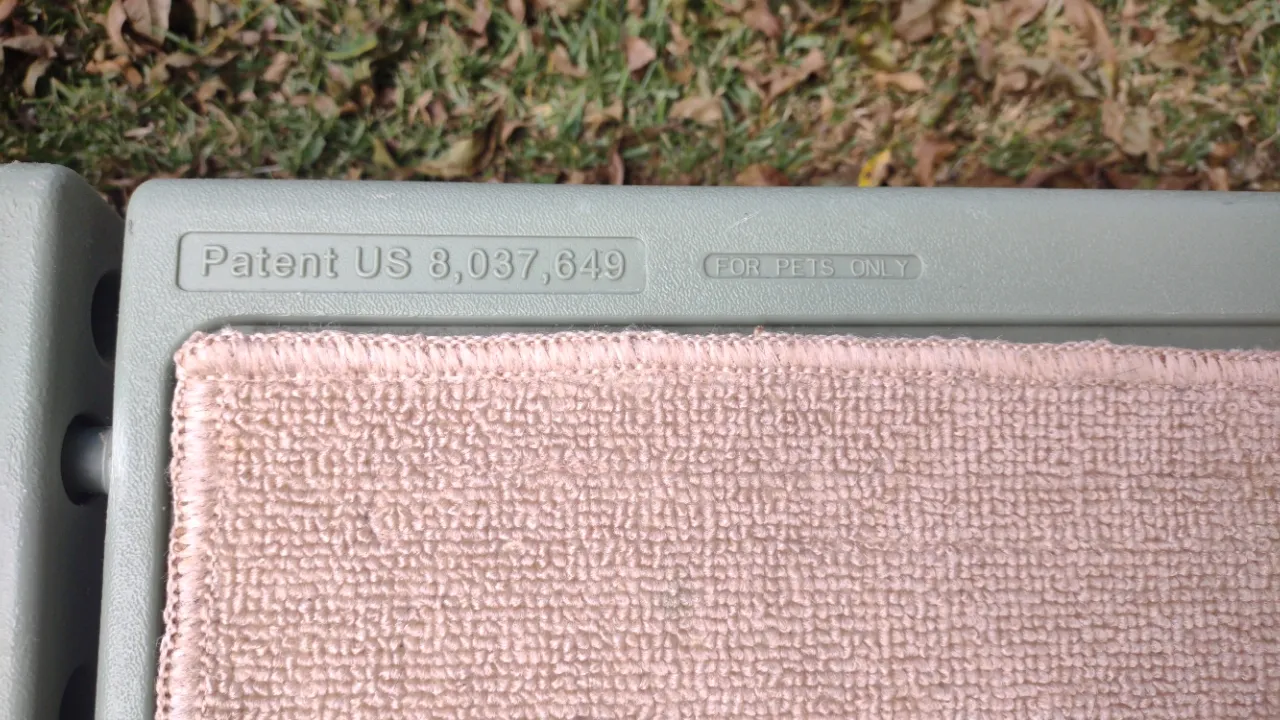 Patent US 8,037,649
FOR PETS ONLY